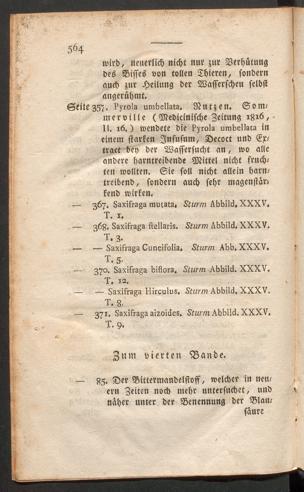 564
wird, neuerlich nicht nur zur Verhütung
des Bisses von tollen Thieren, sondern
auch zur Heilung der Wasserscheu selbst
angerühmt.
Seite 357. Pyrola umbellata. Nutzen. Som-
merville (Medicinische Zeitung 1816,
II. 16.) wendete die Pyrola umbellata in
einem starken Infusum, Decoct und Ex-
tract bey der Wassersucht an, wo alle
andere harntreibende Mittel nicht fruch-
ten wollten. Sie soll nicht allein harn-
treibend, sondern auch sehr magenstär-
kend wirken.
— 367. Saxifraga mutata. Sturm Abbild. XXXV.
T. 1.
— 368. Saxifraga stellaris. Sturm Abbild. XXXV.
T. 3.
— — Saxifraga Cuneifolia. Sturm Abb. XXXV.
T. 5.
— 370. Saxifraga biflora. Sturm Abbild. XXXV.
T. 12.
— — Saxifraga Hirculus. Sturm Abbild. XXXV.
T. 8.
— 371. Saxifraga aizoides. Sturm Abbild. XXXV.
T. 9.
Zum vierten Bande.
— 85. Der Bittermandelstoff, welcher in neu-
ern Zeiten noch mehr untersuchet, und
näher unter der Benennung der Blau-
säure